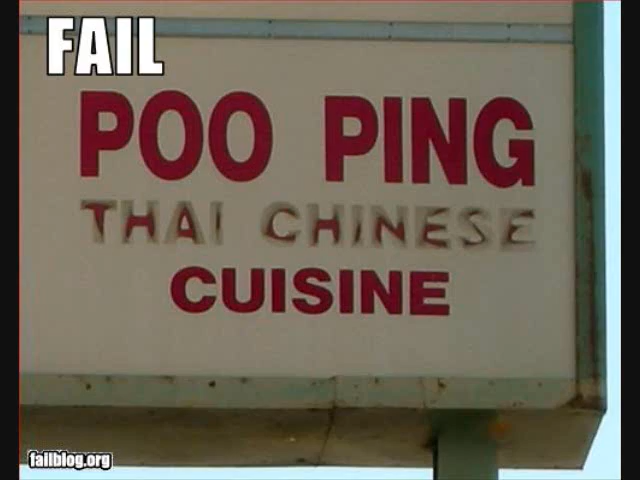 FAIL
POO PING
THAI CHINESE
CUISINE
failblog.org